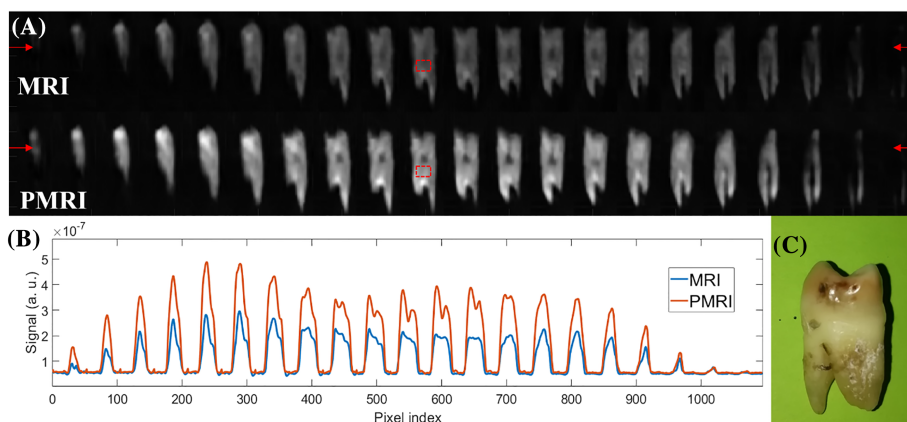 (A)
MRI
PMRI
(B)
×10⁻⁷
5
4
3
2
1
Signal (a. u.)
MRI
PMRI
0 100 200 300 400 500 600 700 800 900 1000
Pixel index
(C)